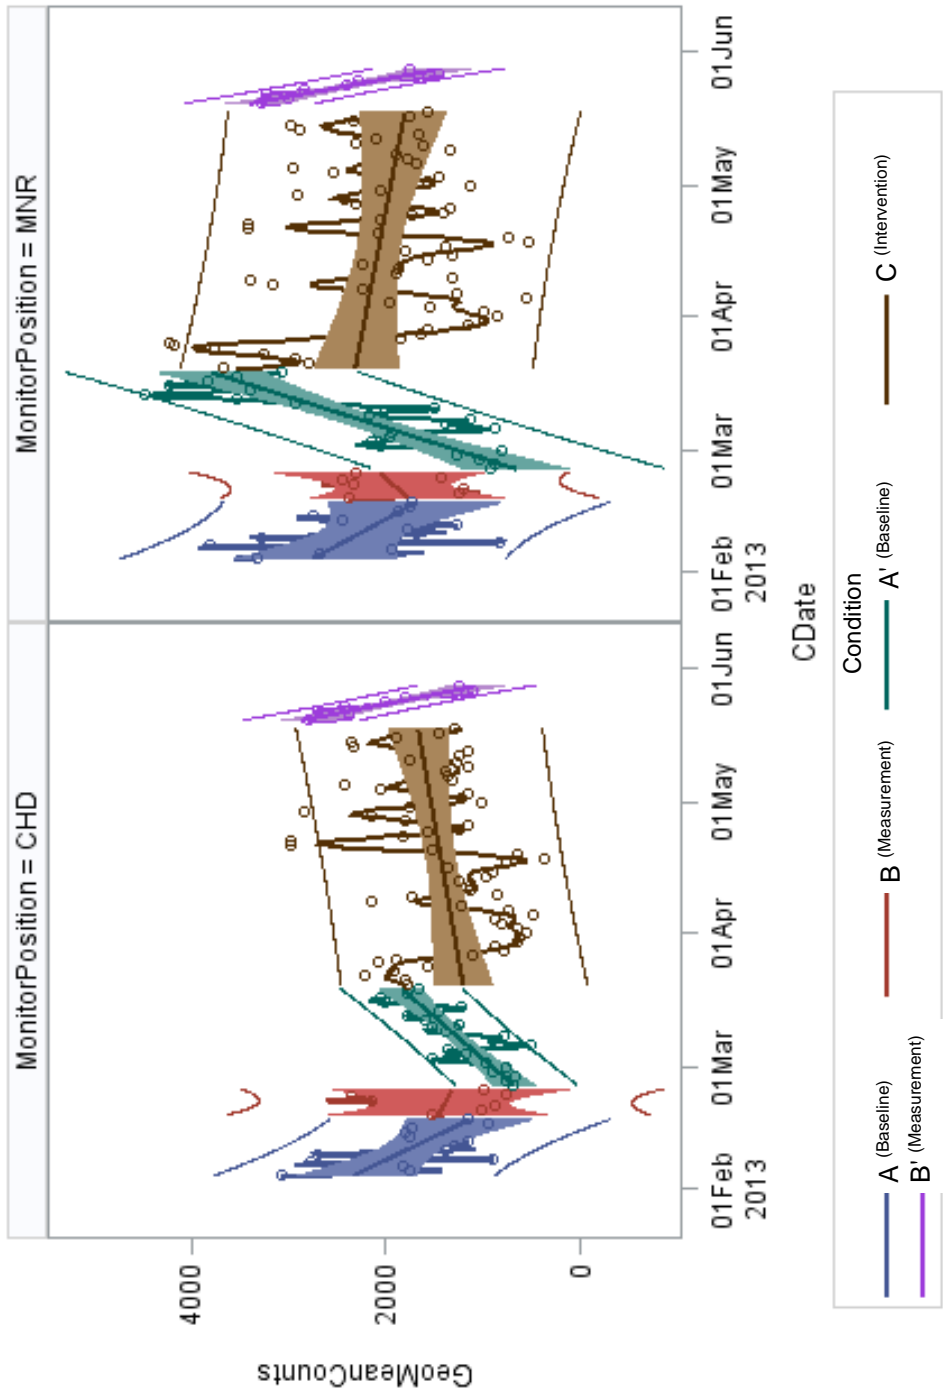 MonitorPosition = CHD
MonitorPosition = MNR
GeoMeanCounts
4000
2000
0
01Feb
2013
01Mar
01Apr
01May
01Jun
01Feb
2013
01Mar
01Apr
01May
01Jun
CDate
Condition
A (Baseline)
B (Measurement)
A' (Baseline)
C (Intervention)
B' (Measurement)